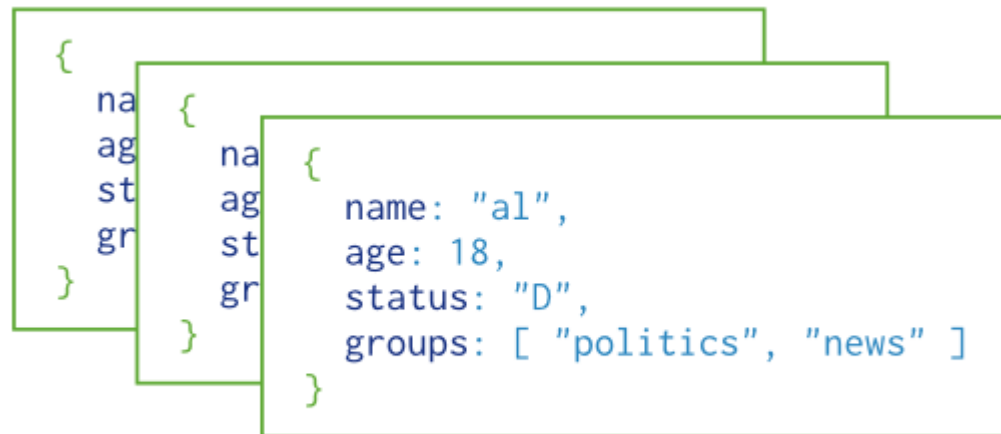 {
na
ag
st
gr
}
{
na
ag
st
gr
}
{
name: "al",
age: 18,
status: "D",
groups: [ "politics", "news" ]
}